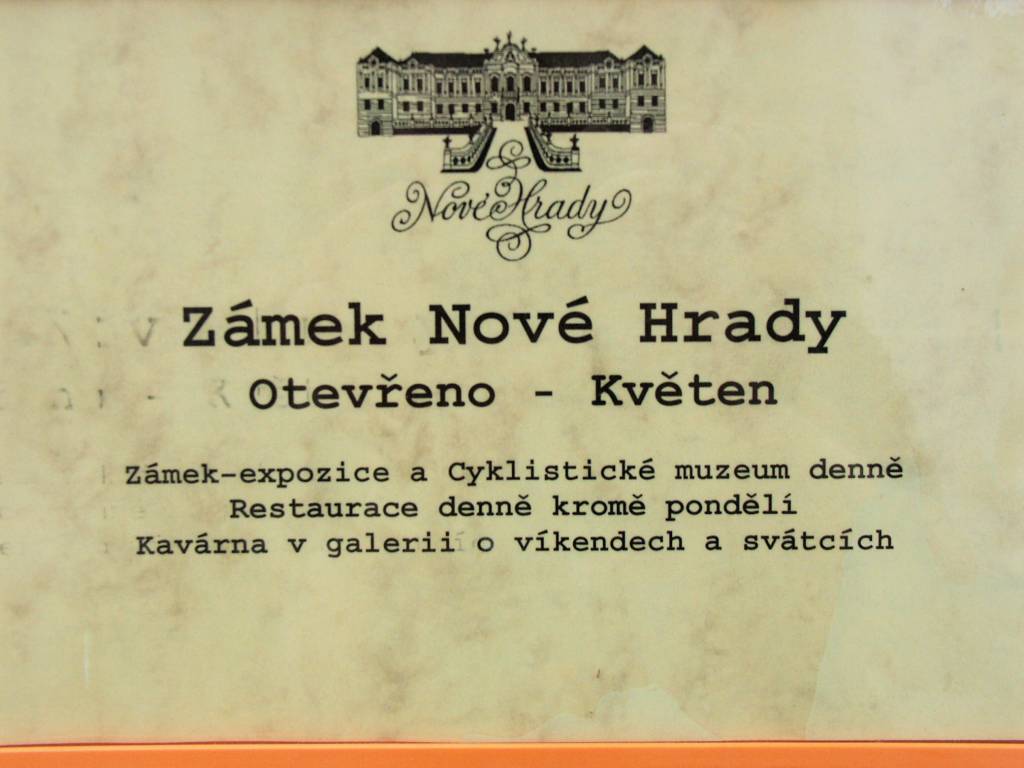 Nové Hrady
Zámek Nové Hrady
Otevřeno - Květen
Zámek-expozice a Cyklistické muzeum denně
Restaurace denně kromě pondělí
Kavárna v galerii o víkendech a svátcích